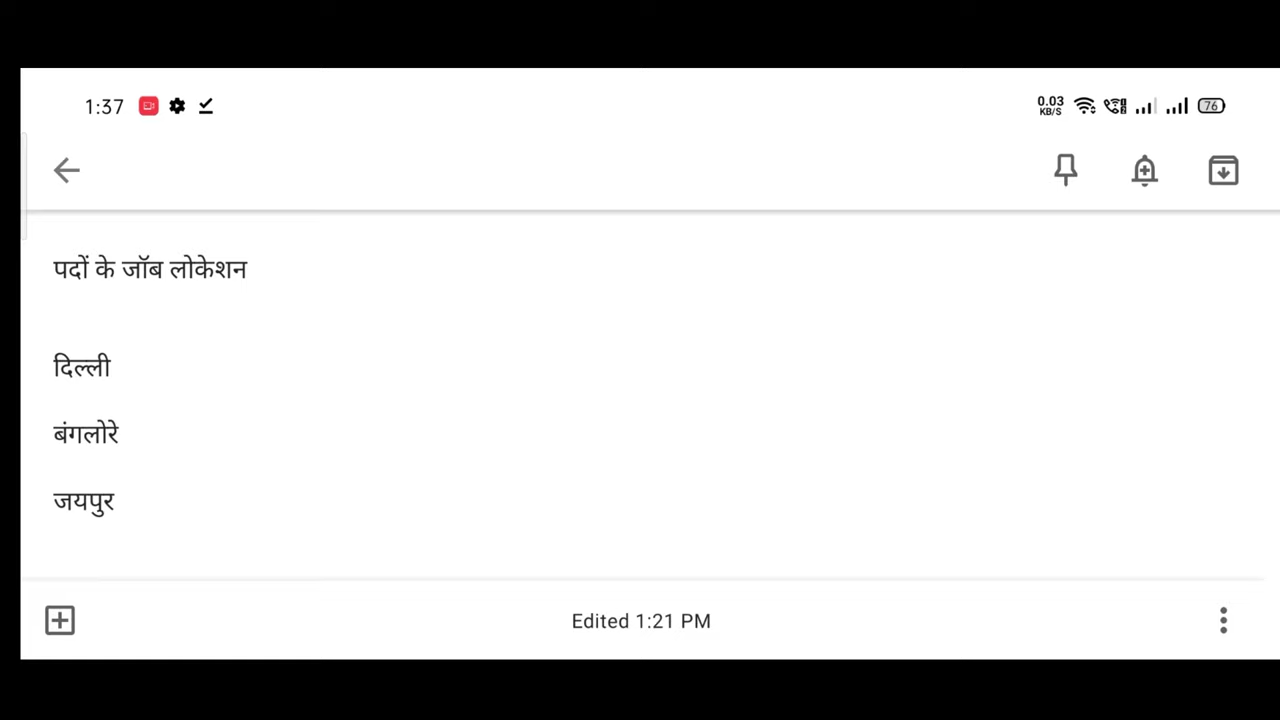 1:37 0.03 KB/S 76
पदों के जॉब लोकेशन
दिल्ली
बंगलोरे
जयपुर
Edited 1:21 PM